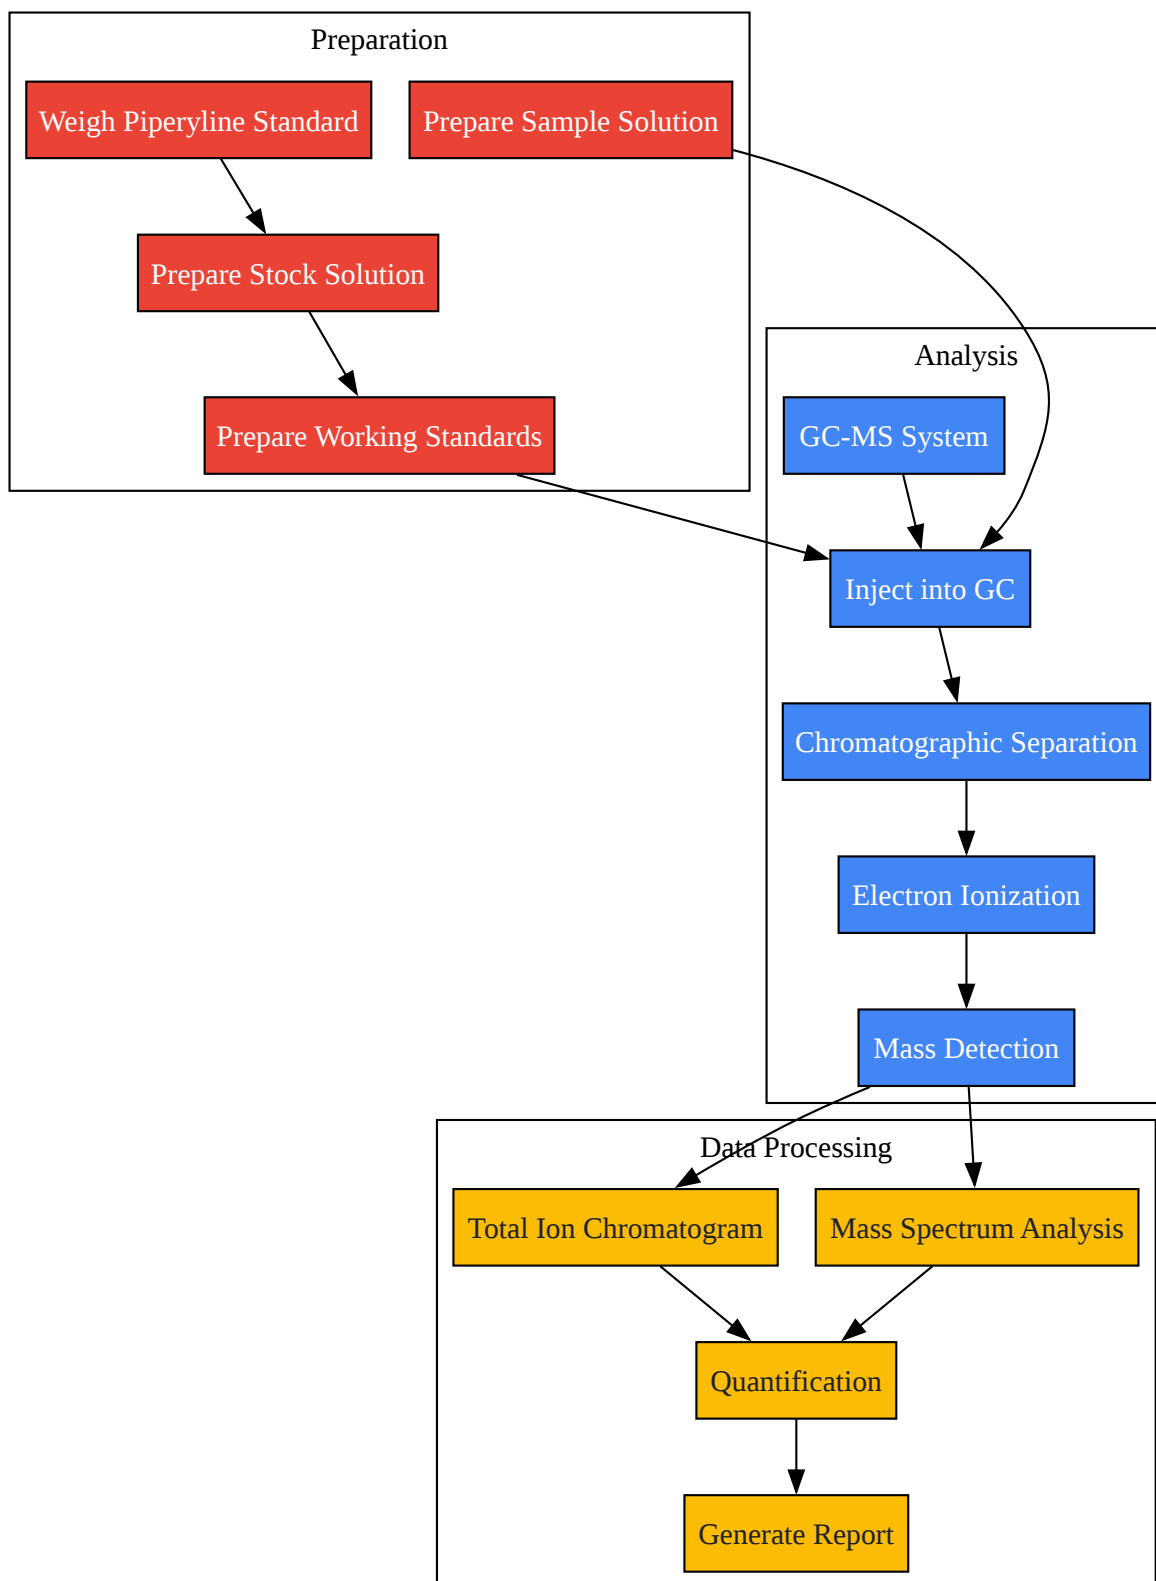 Preparation
Weigh Piperyline Standard
Prepare Sample Solution
Prepare Stock Solution
Prepare Working Standards
Analysis
GC-MS System
Inject into GC
Chromatographic Separation
Electron Ionization
Mass Detection
Data Processing
Total Ion Chromatogram
Mass Spectrum Analysis
Quantification
Generate Report